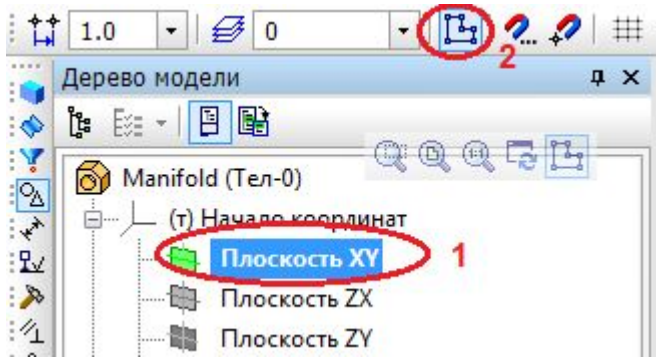 1.0 0
2
Дерево модели
Manifold (Тел-0)
(т) Начало координат
Плоскость XY 1
Плоскость ZX
Плоскость ZY